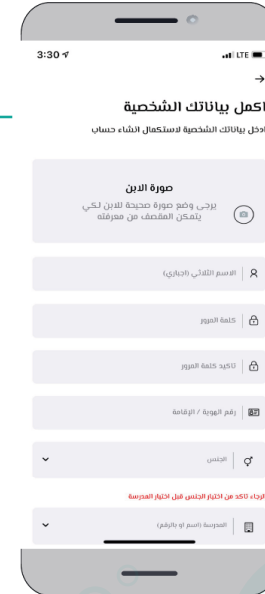 3:30
LTE
اكمل بياناتك الشخصية
ادخل بياناتك الشخصية لاستكمال انشاء حساب
صورة الابن
يرجى وضع صورة صحيحة للابن لكي
يتمكن المقصف من معرفته
الاسم الثلاثي (اجباري)
كلمة المرور
تاكيد كلمة المرور
رقم الهوية / الإقامة
الجنس
الرجاء تاكد من اختيار الجنس قبل اختيار المدرسة
المدرسة (اسم او بالرقم)